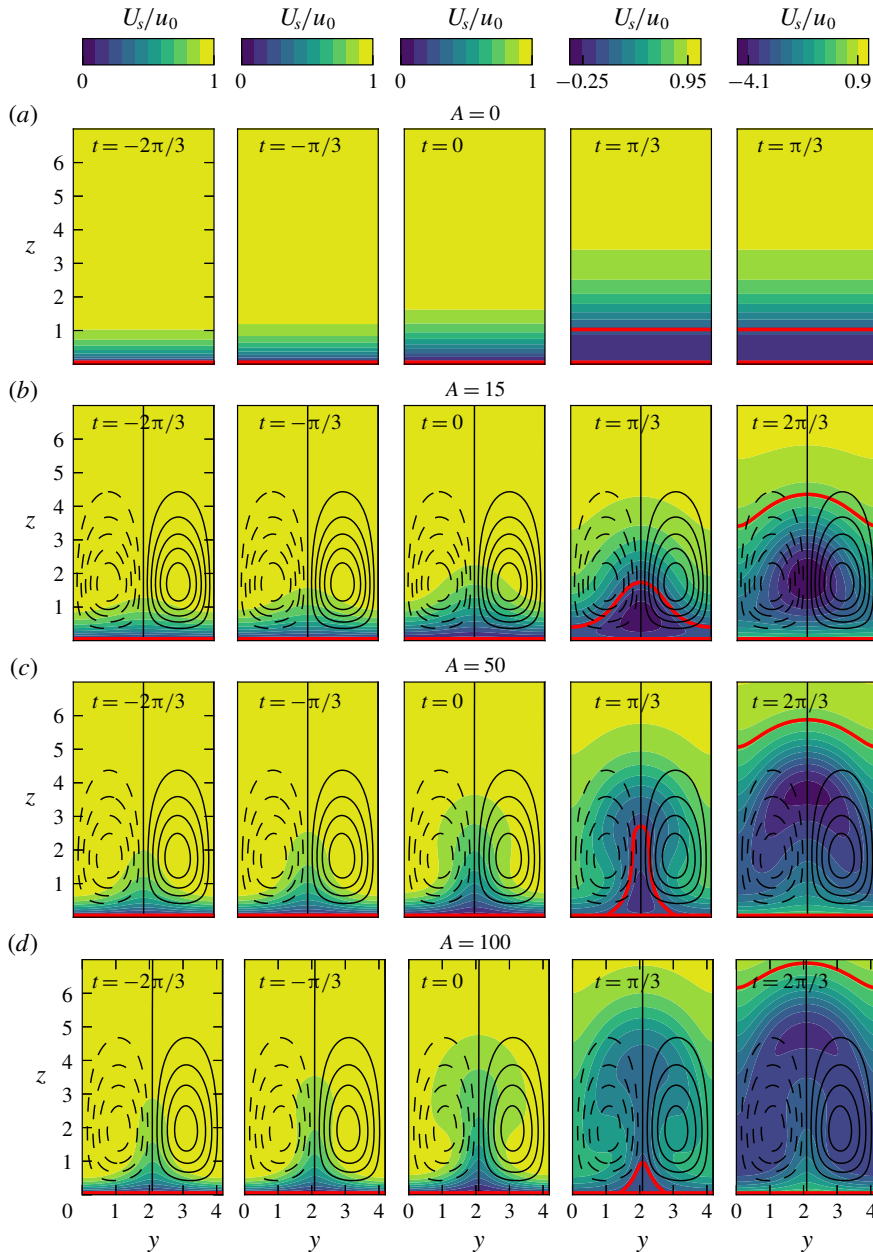 U_s/u_0 U_s/u_0 U_s/u_0 U_s/u_0 U_s/u_0
0 1 0 1 0 1 −0.25 0.95 −4.1 0.9
(a) A = 0
t = −2π/3 t = −π/3 t = 0 t = π/3 t = π/3
6
5
4
z
3
2
1
(b) A = 15
t = −2π/3 t = −π/3 t = 0 t = π/3 t = 2π/3
6
5
4
z
3
2
1
(c) A = 50
t = −2π/3 t = −π/3 t = 0 t = π/3 t = 2π/3
6
5
4
z
3
2
1
(d) A = 100
t = −2π/3 t = −π/3 t = 0 t = π/3 t = 2π/3
6
5
4
z
3
2
1
0 1 2 3 4 0 1 2 3 4 0 1 2 3 4 0 1 2 3 4 0 1 2 3 4
y y y y y